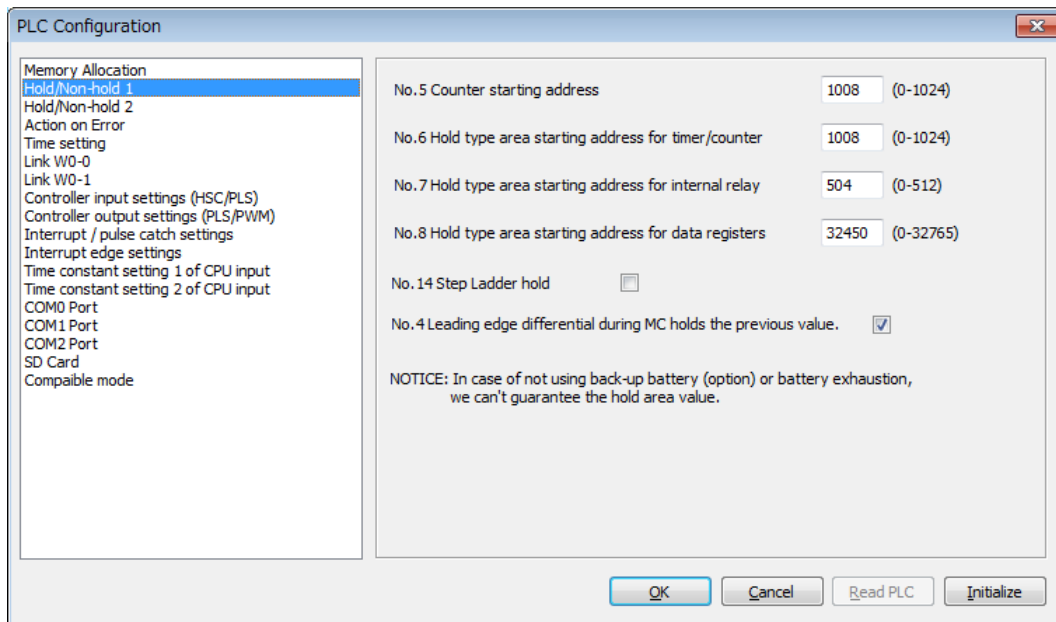 PLC Configuration
Memory Allocation
Hold/Non-hold 1
Hold/Non-hold 2
Action on Error
Time setting
Link W0-0
Link W0-1
Controller input settings (HSC/PLS)
Controller output settings (PLS/PWM)
Interrupt / pulse catch settings
Interrupt edge settings
Time constant setting 1 of CPU input
Time constant setting 2 of CPU input
COM0 Port
COM1 Port
COM2 Port
SD Card
Compaible mode
No.5 Counter starting address 1008 (0-1024)
No.6 Hold type area starting address for timer/counter 1008 (0-1024)
No.7 Hold type area starting address for internal relay 504 (0-512)
No.8 Hold type area starting address for data registers 32450 (0-32765)
No.14 Step Ladder hold
No.4 Leading edge differential during MC holds the previous value.
NOTICE: In case of not using back-up battery (option) or battery exhaustion,
we can't guarantee the hold area value.
OK Cancel Read PLC Initialize